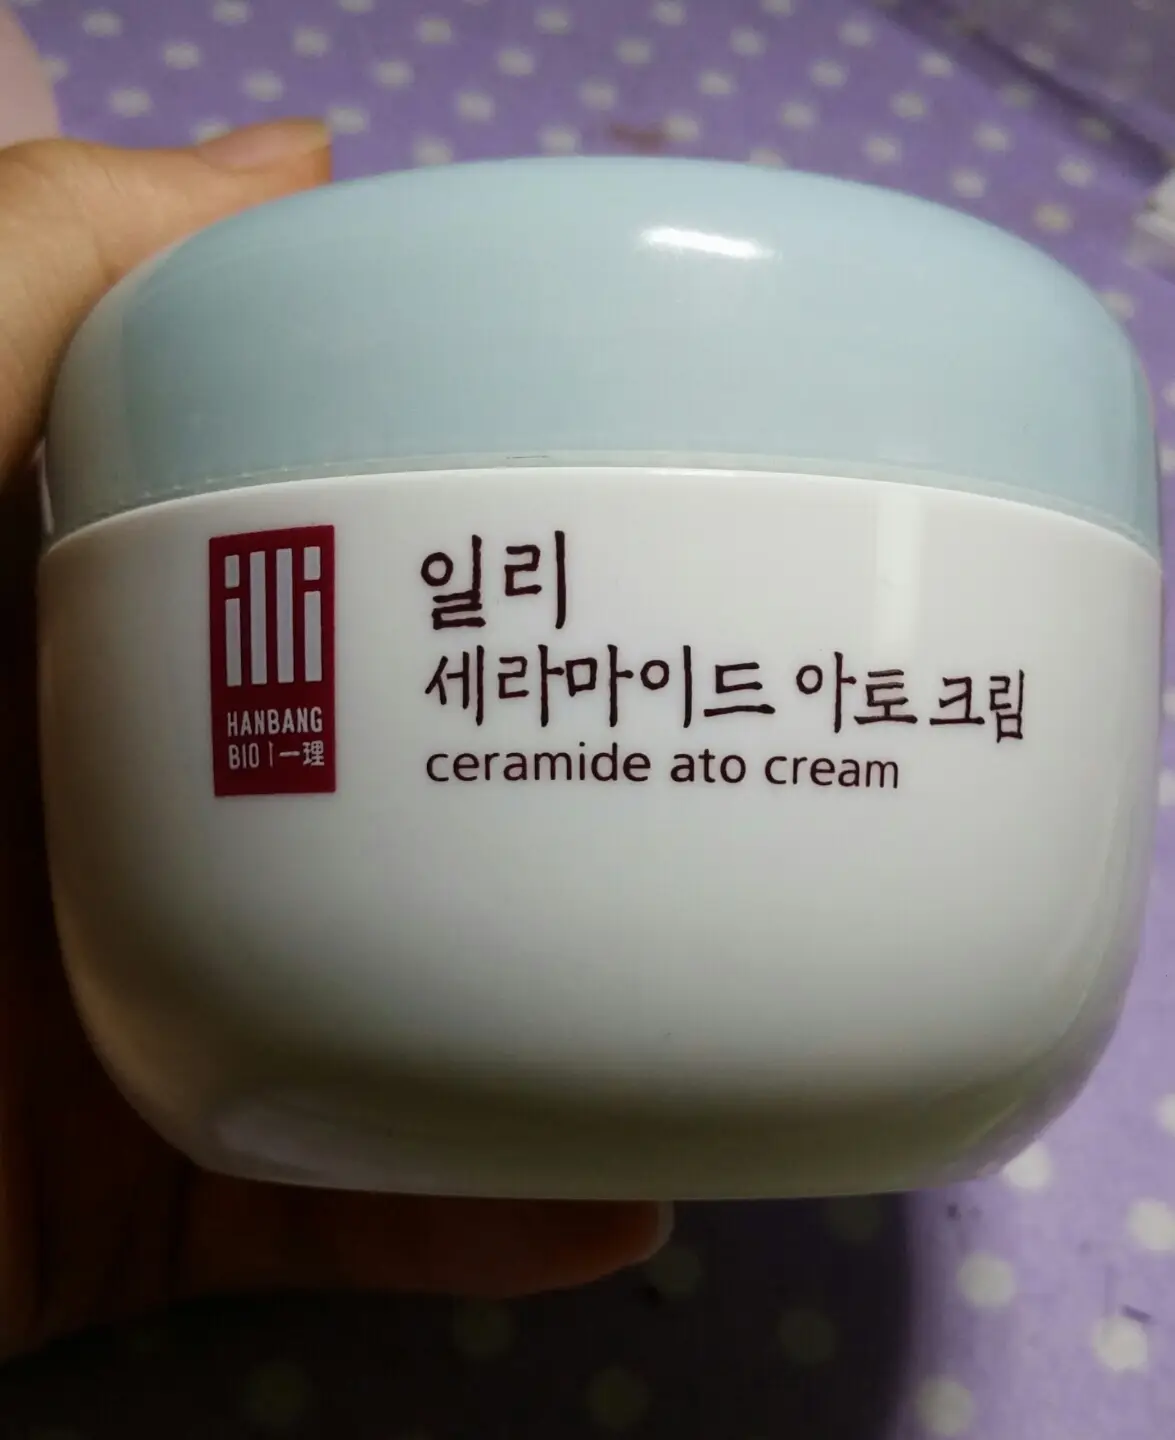 illi
HANBANG
BIO 一理
일리
세라마이드 아토 크림
ceramide ato cream